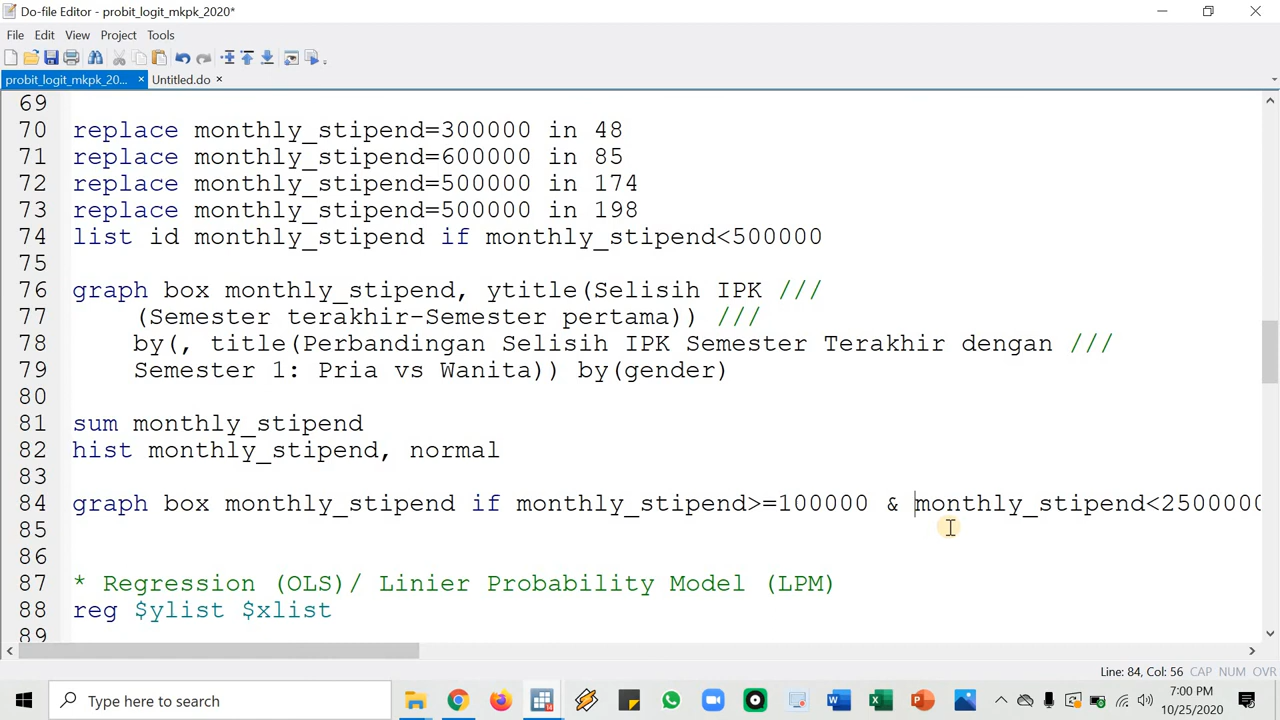 Do-file Editor - probit_logit_mkpk_2020*
File Edit View Project Tools
probit_logit_mkpk_20... × Untitled.do ×
69
70 replace monthly_stipend=300000 in 48
71 replace monthly_stipend=600000 in 85
72 replace monthly_stipend=500000 in 174
73 replace monthly_stipend=500000 in 198
74 list id monthly_stipend if monthly_stipend<500000
75
76 graph box monthly_stipend, ytitle(Selisih IPK ///
77 (Semester terakhir-Semester pertama)) ///
78 by(, title(Perbandingan Selisih IPK Semester Terakhir dengan ///
79 Semester 1: Pria vs Wanita)) by(gender)
80
81 sum monthly_stipend
82 hist monthly_stipend, normal
83
84 graph box monthly_stipend if monthly_stipend>=100000 & monthly_stipend<2500000
85
86
87 * Regression (OLS)/ Linier Probability Model (LPM)
88 reg $ylist $xlist
89
Line: 84, Col: 56 CAP NUM OVR
Type here to search
14
7:00 PM
10/25/2020